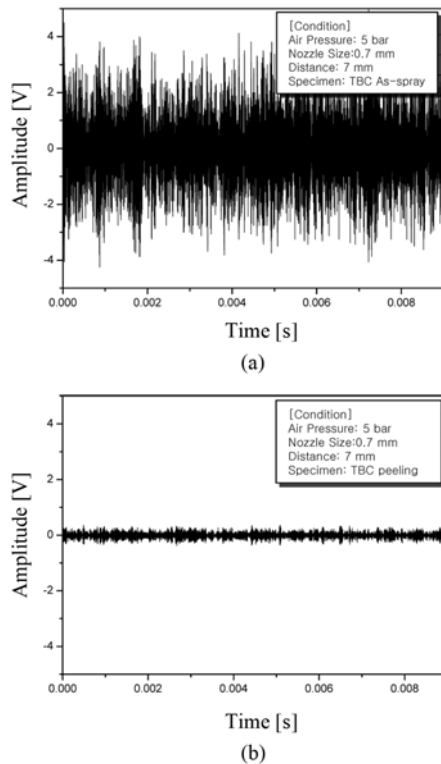 [Condition]
Air Pressure: 5 bar
Nozzle Size:0.7 mm
Distance: 7 mm
Specimen: TBC As-spray
Amplitude [V]
4
2
0
-2
-4
0.000 0.002 0.004 0.006 0.008
Time [s]
(a)
[Condition]
Air Pressure: 5 bar
Nozzle Size:0.7 mm
Distance: 7 mm
Specimen: TBC peeling
Amplitude [V]
4
2
0
-2
-4
0.000 0.002 0.004 0.006 0.008
Time [s]
(b)